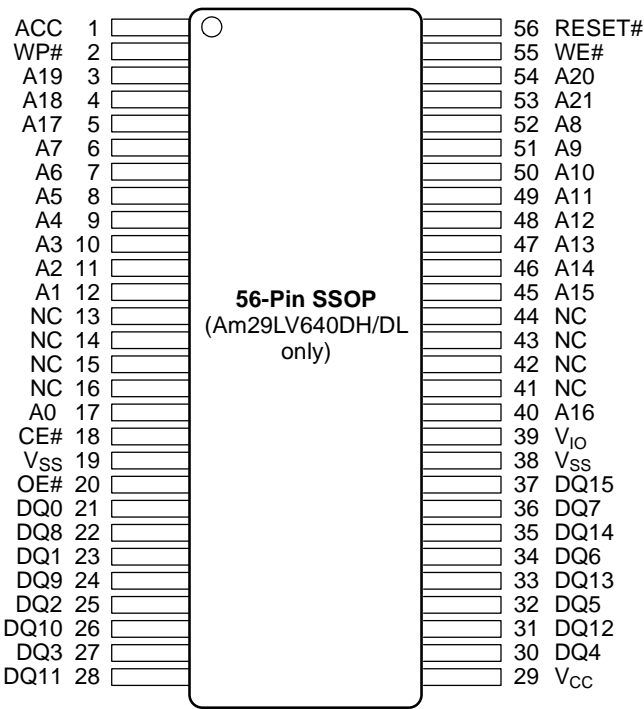 ACC 1
WP# 2
A19 3
A18 4
A17 5
A7 6
A6 7
A5 8
A4 9
A3 10
A2 11
A1 12
NC 13
NC 14
NC 15
NC 16
A0 17
CE# 18
VSS 19
OE# 20
DQ0 21
DQ8 22
DQ1 23
DQ9 24
DQ2 25
DQ10 26
DQ3 27
DQ11 28
56-Pin SSOP
(Am29LV640DH/DL
only)
56 RESET#
55 WE#
54 A20
53 A21
52 A8
51 A9
50 A10
49 A11
48 A12
47 A13
46 A14
45 A15
44 NC
43 NC
42 NC
41 NC
40 A16
39 VIO
38 VSS
37 DQ15
36 DQ7
35 DQ14
34 DQ6
33 DQ13
32 DQ5
31 DQ12
30 DQ4
29 VCC